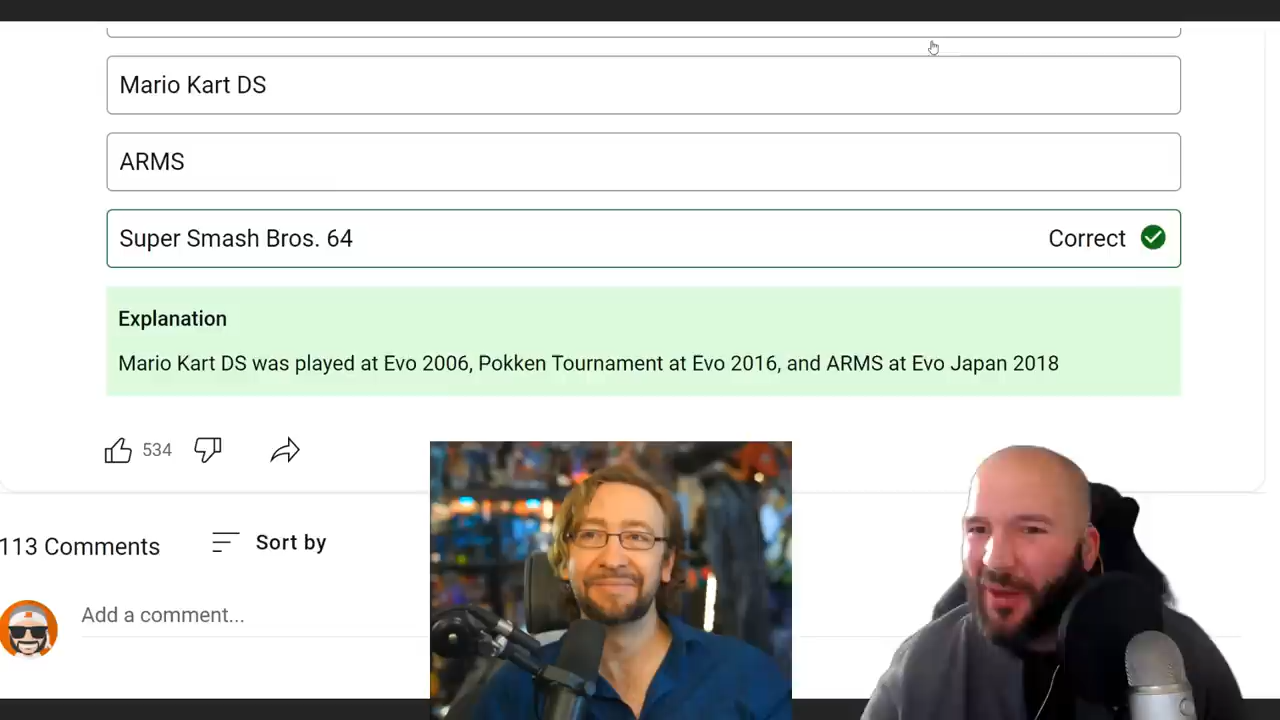 Mario Kart DS
ARMS
Super Smash Bros. 64 Correct
Explanation
Mario Kart DS was played at Evo 2006, Pokken Tournament at Evo 2016, and ARMS at Evo Japan 2018
534
113 Comments
Sort by
Add a comment...